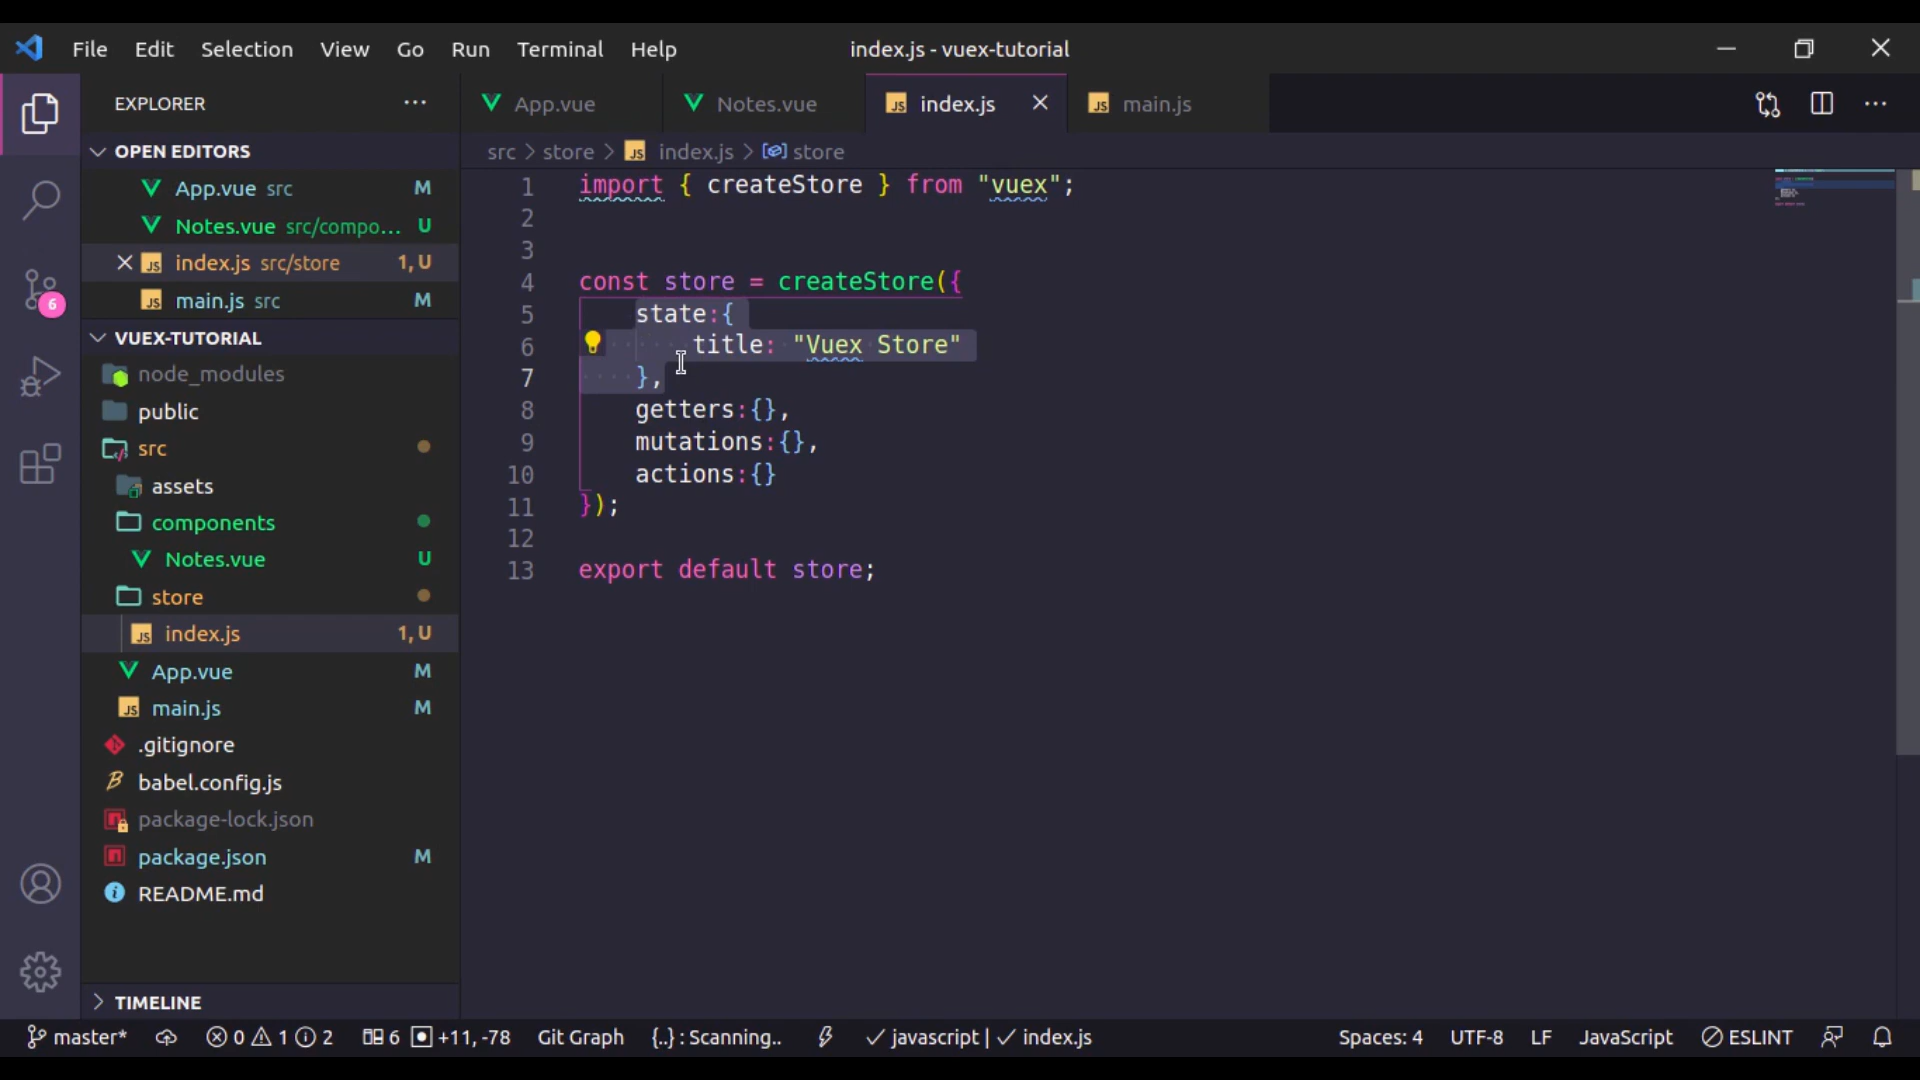 File Edit Selection View Go Run Terminal Help
index.js - vuex-tutorial
EXPLORER
OPEN EDITORS
App.vue src M
Notes.vue src/compo... U
index.js src/store 1, U
main.js src M
VUEX-TUTORIAL
node_modules
public
src
assets
components
Notes.vue U
store
index.js 1, U
App.vue M
main.js M
.gitignore
babel.config.js
package-lock.json
package.json M
README.md
TIMELINE
6
App.vue Notes.vue index.js main.js
src > store > index.js > store
1 import { createStore } from "vuex";
2
3
4 const store = createStore({
5 state:{
6 title: "Vuex Store"
7 },
8 getters:{},
9 mutations:{},
10 actions:{}
11 });
12
13 export default store;
master* 0 1 2 6 +11, -78 Git Graph {..} : Scanning.. javascript | index.js Spaces: 4 UTF-8 LF JavaScript ESLINT